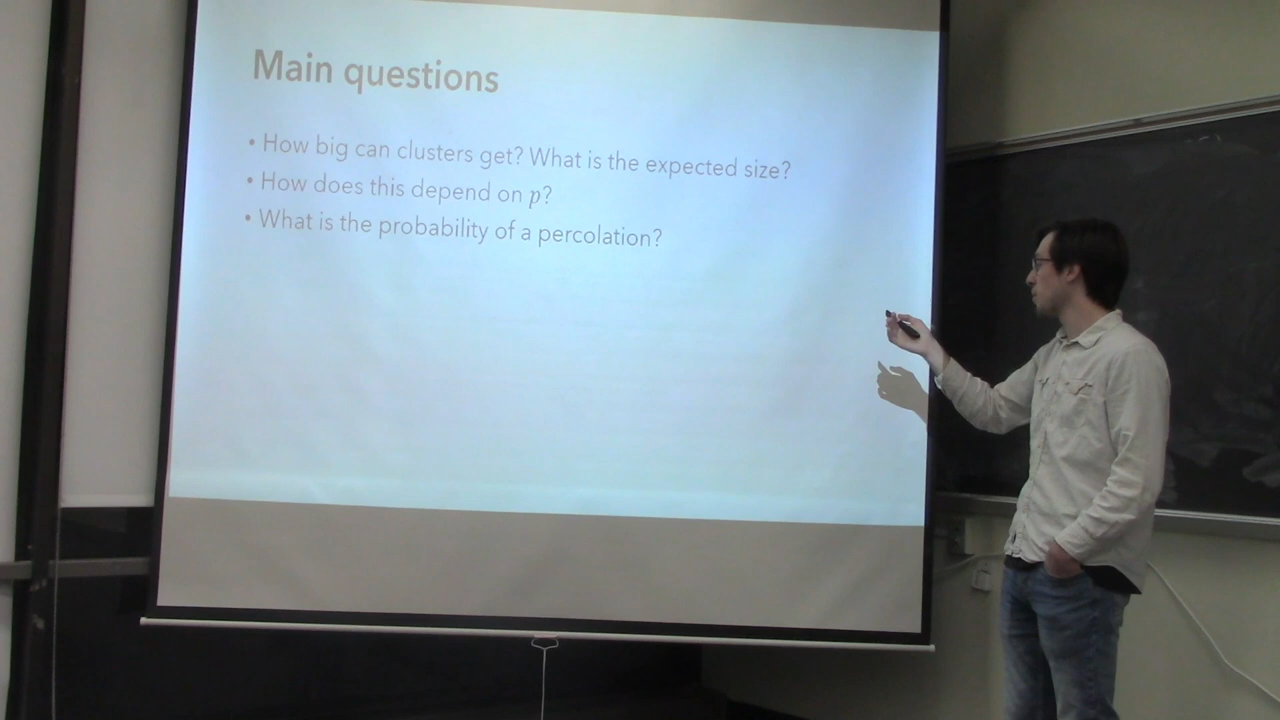 Main questions
• How big can clusters get? What is the expected size?
• How does this depend on p?
• What is the probability of a percolation?